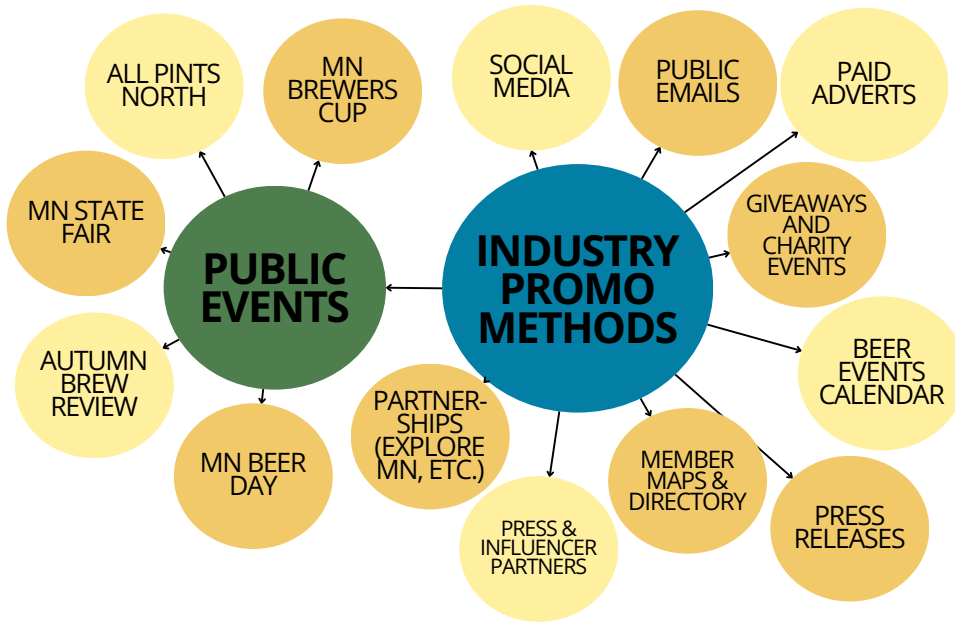 ALL PINTS
NORTH
MN
BREWERS
CUP
SOCIAL
MEDIA
PUBLIC
EMAILS
PAID
ADVERTS
MN STATE
FAIR
PUBLIC
EVENTS
INDUSTRY
PROMO
METHODS
GIVEAWAYS
AND
CHARITY
EVENTS
AUTUMN
BREW
REVIEW
BEER
EVENTS
CALENDAR
MN BEER
DAY
PARTNER-
SHIPS
(EXPLORE
MN, ETC.)
PRESS &
INFLUENCER
PARTNERS
MEMBER
MAPS &
DIRECTORY
PRESS
RELEASES